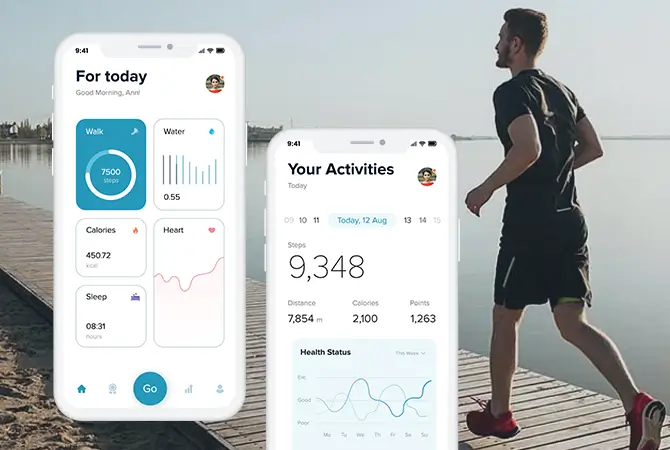 9:41
For today
Good Morning, Ann!
Walk
7500
steps
Water
0.55
Calories
450.72
kcal
Heart
Sleep
08:31
hours
Go
9:41
Your Activities
Today
09 10 11 Today, 12 Aug 13 14 15
Steps
9,348
Distance Calories Points
7,854 m 2,100 1,263
Health Status This Week
Exc
Good
Poor
Mo Tu We Th Fr Sa Su